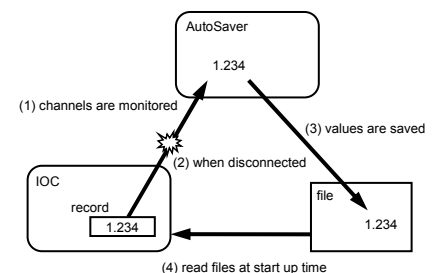 AutoSaver
1.234
(1) channels are monitored
(3) values are saved
(2) when disconnected
IOC
record
1.234
file
1.234
(4) read files at start up time